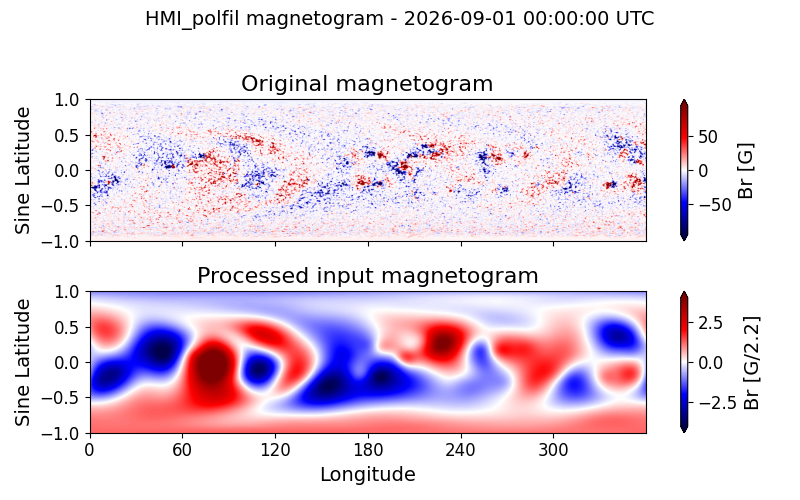 HMI_polfil magnetogram - 2026-09-01 00:00:00 UTC
Original magnetogram
Sine Latitude
1.0
0.5
0.0
−0.5
−1.0
50
0
−50
Br [G]
Processed input magnetogram
Sine Latitude
1.0
0.5
0.0
−0.5
−1.0
0
60
120
180
240
300
Longitude
2.5
0.0
−2.5
Br [G/2.2]